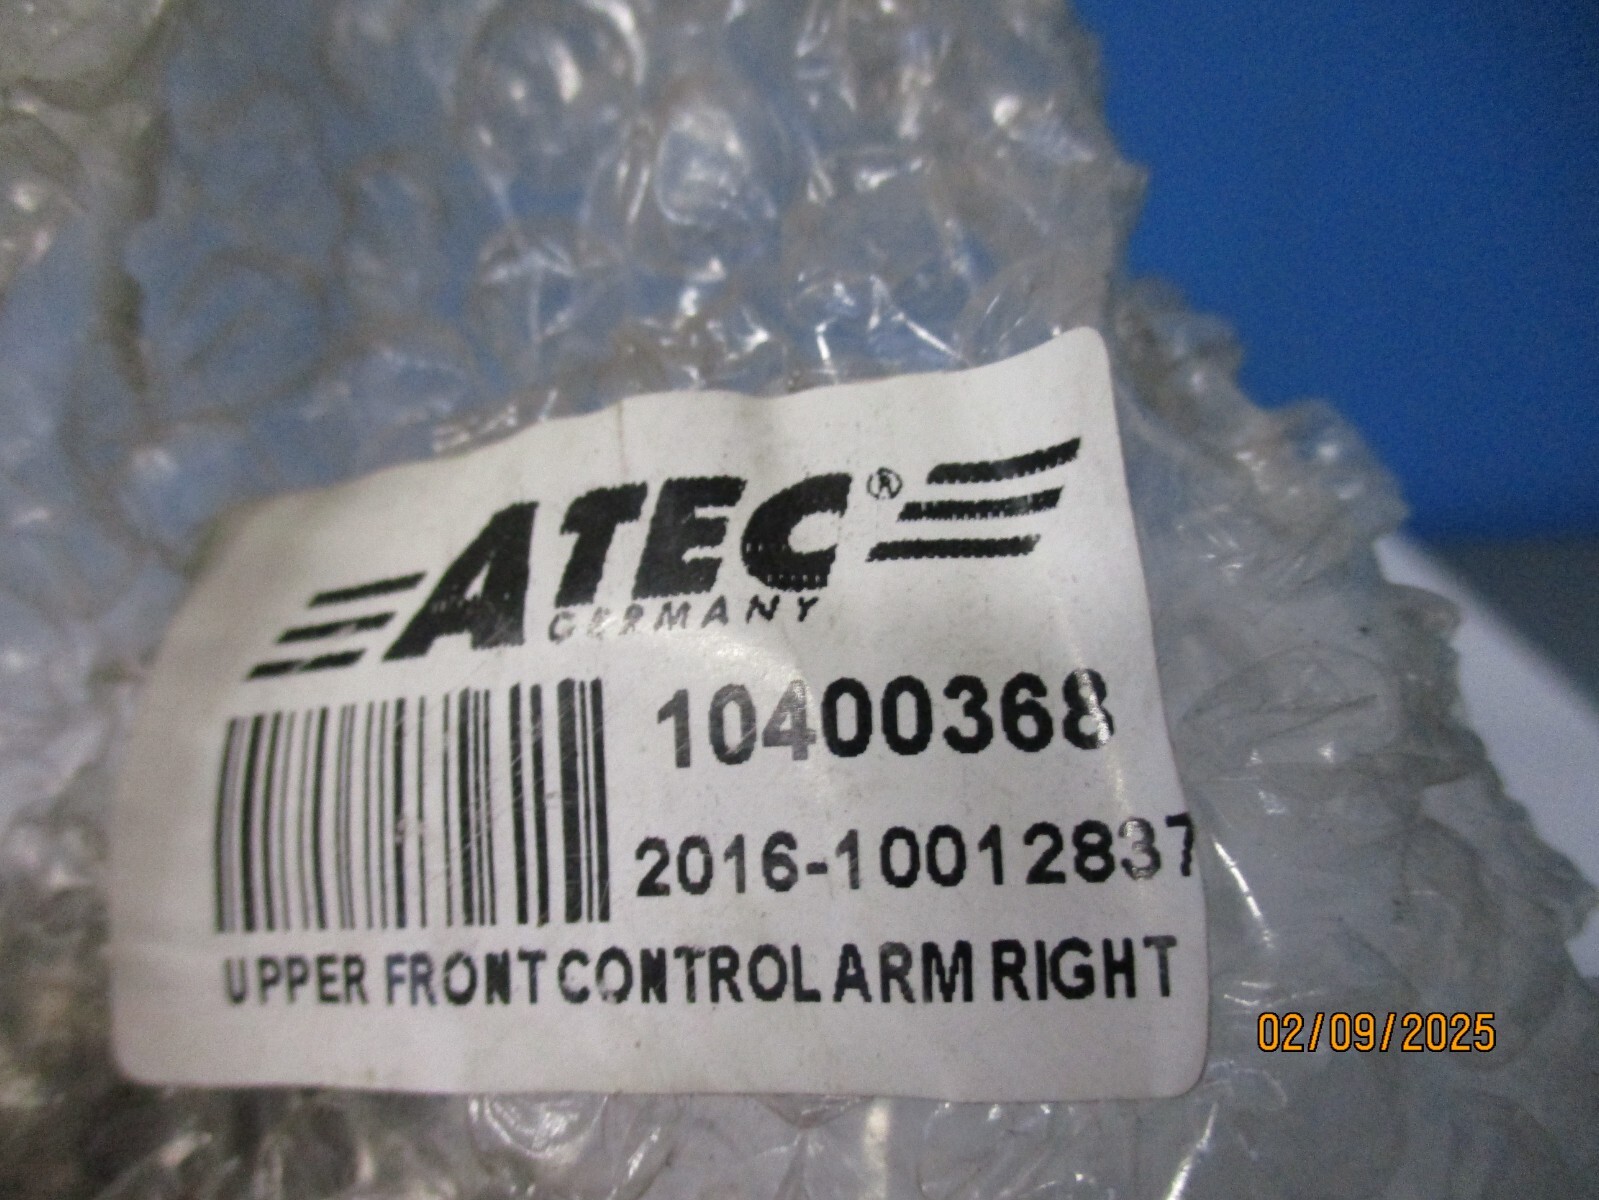 ATEC®
GERMANY
10400368
2016-10012837
UPPER FRONT CONTROL ARM RIGHT
02/09/2025